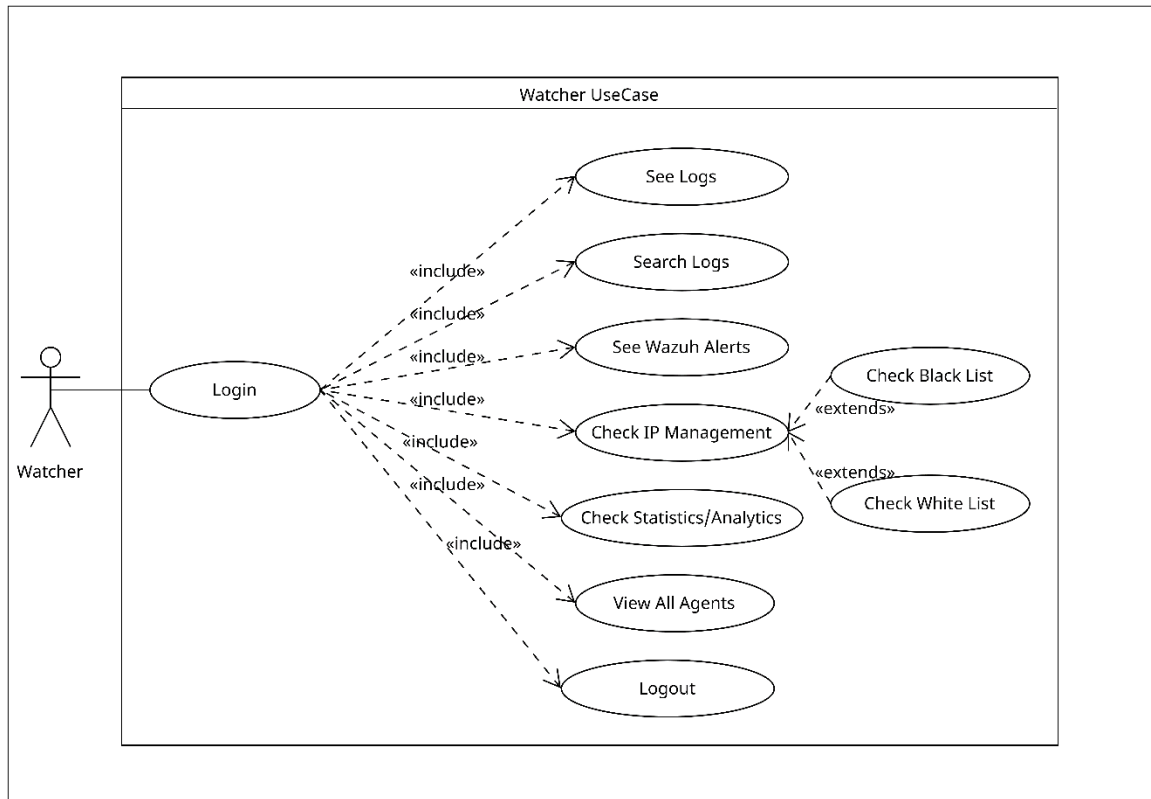 Watcher UseCase
See Logs
«include»
Search Logs
«include»
See Wazuh Alerts
«include»
Check Black List
Login
«include»
«extends»
Check IP Management
«include»
Watcher
«extends»
«include»
Check White List
Check Statistics/Analytics
«include»
View All Agents
Logout